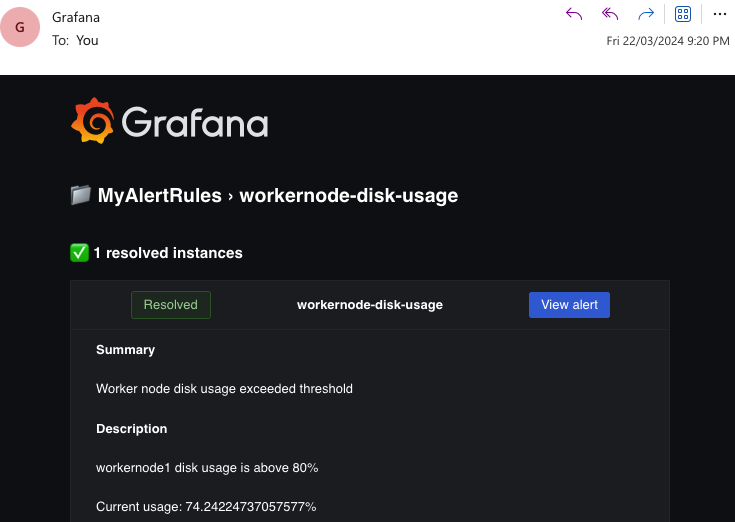 G
Grafana
To: You
Fri 22/03/2024 9:20 PM
Grafana
MyAlertRules › workernode-disk-usage
1 resolved instances
Resolved workernode-disk-usage View alert
Summary
Worker node disk usage exceeded threshold
Description
workernode1 disk usage is above 80%
Current usage: 74.24224737057577%